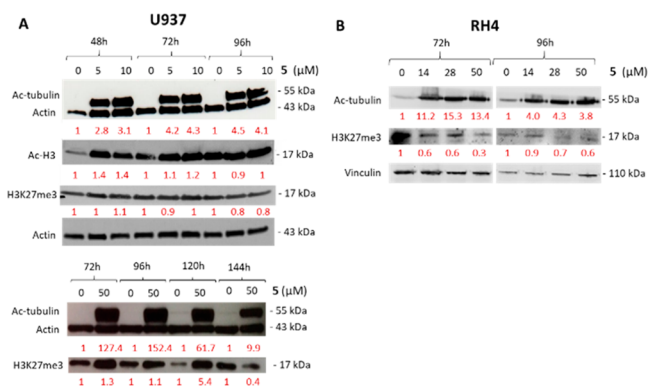 A
U937
48h 72h 96h
0 5 10 0 5 10 0 5 10 5 (μM)
Ac-tubulin - 55 kDa
Actin - 43 kDa
1 2.8 3.1 1 4.2 4.3 1 4.5 4.1
Ac-H3 - 17 kDa
1 1.4 1.4 1 1.1 1.2 1 0.9 1
H3K27me3 - 17 kDa
1 1 1.1 1 0.9 1 1 0.8 0.8
Actin - 43 kDa
72h 96h 120h 144h
0 50 0 50 0 50 0 50 5 (μM)
Ac-tubulin - 55 kDa
Actin - 43 kDa
1 127.4 1 152.4 1 61.7 1 9.9
H3K27me3 - 17 kDa
1 1.3 1 1.1 1 5.4 1 0.4
B
RH4
72h 96h
0 14 28 50 0 14 28 50 5 (μM)
Ac-tubulin - 55 kDa
1 11.2 15.3 13.4 1 4.0 4.3 3.8
H3K27me3 - 17 kDa
1 0.6 0.6 0.3 1 0.9 0.7 0.6
Vinculin - 110 kDa